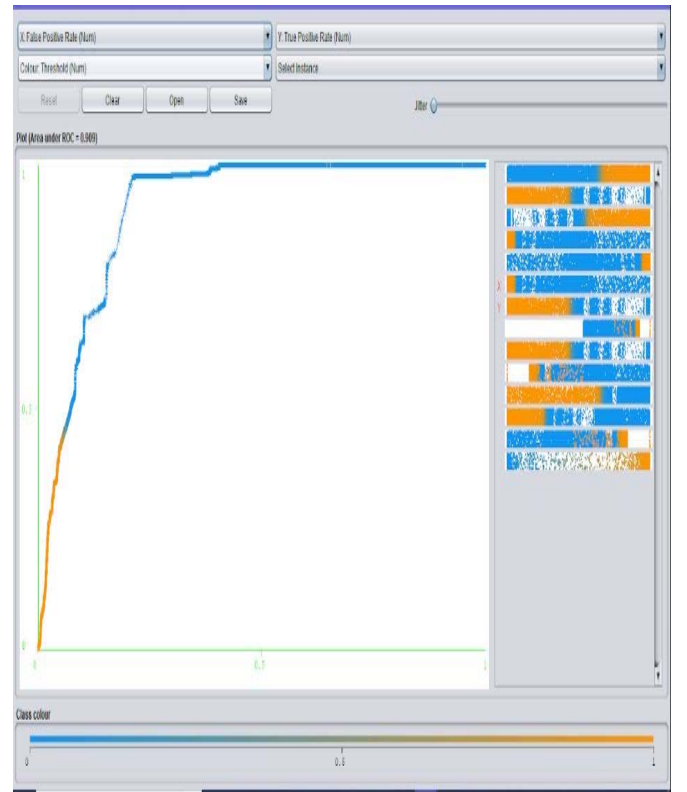 X: False Positive Rate (Num)
Y: True Positive Rate (Num)
Colour: Threshold (Num)
Select Instance
Reset
Clear
Open
Save
Jitter
Plot (Area under ROC = 0.909)
1
0.5
0
0
0.5
1
X
Y
Class colour
0
0.5
1